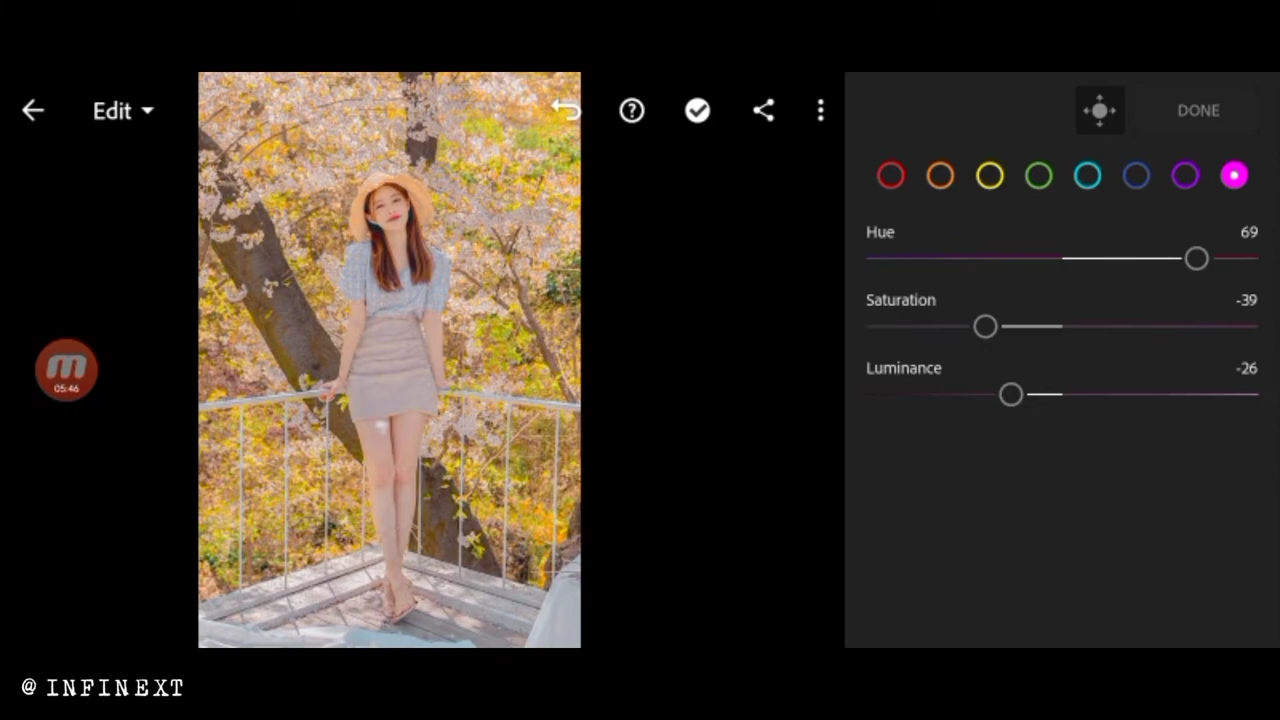 Edit
DONE
Hue 69
Saturation -39
Luminance -26
m
05:46
@INFINEXT